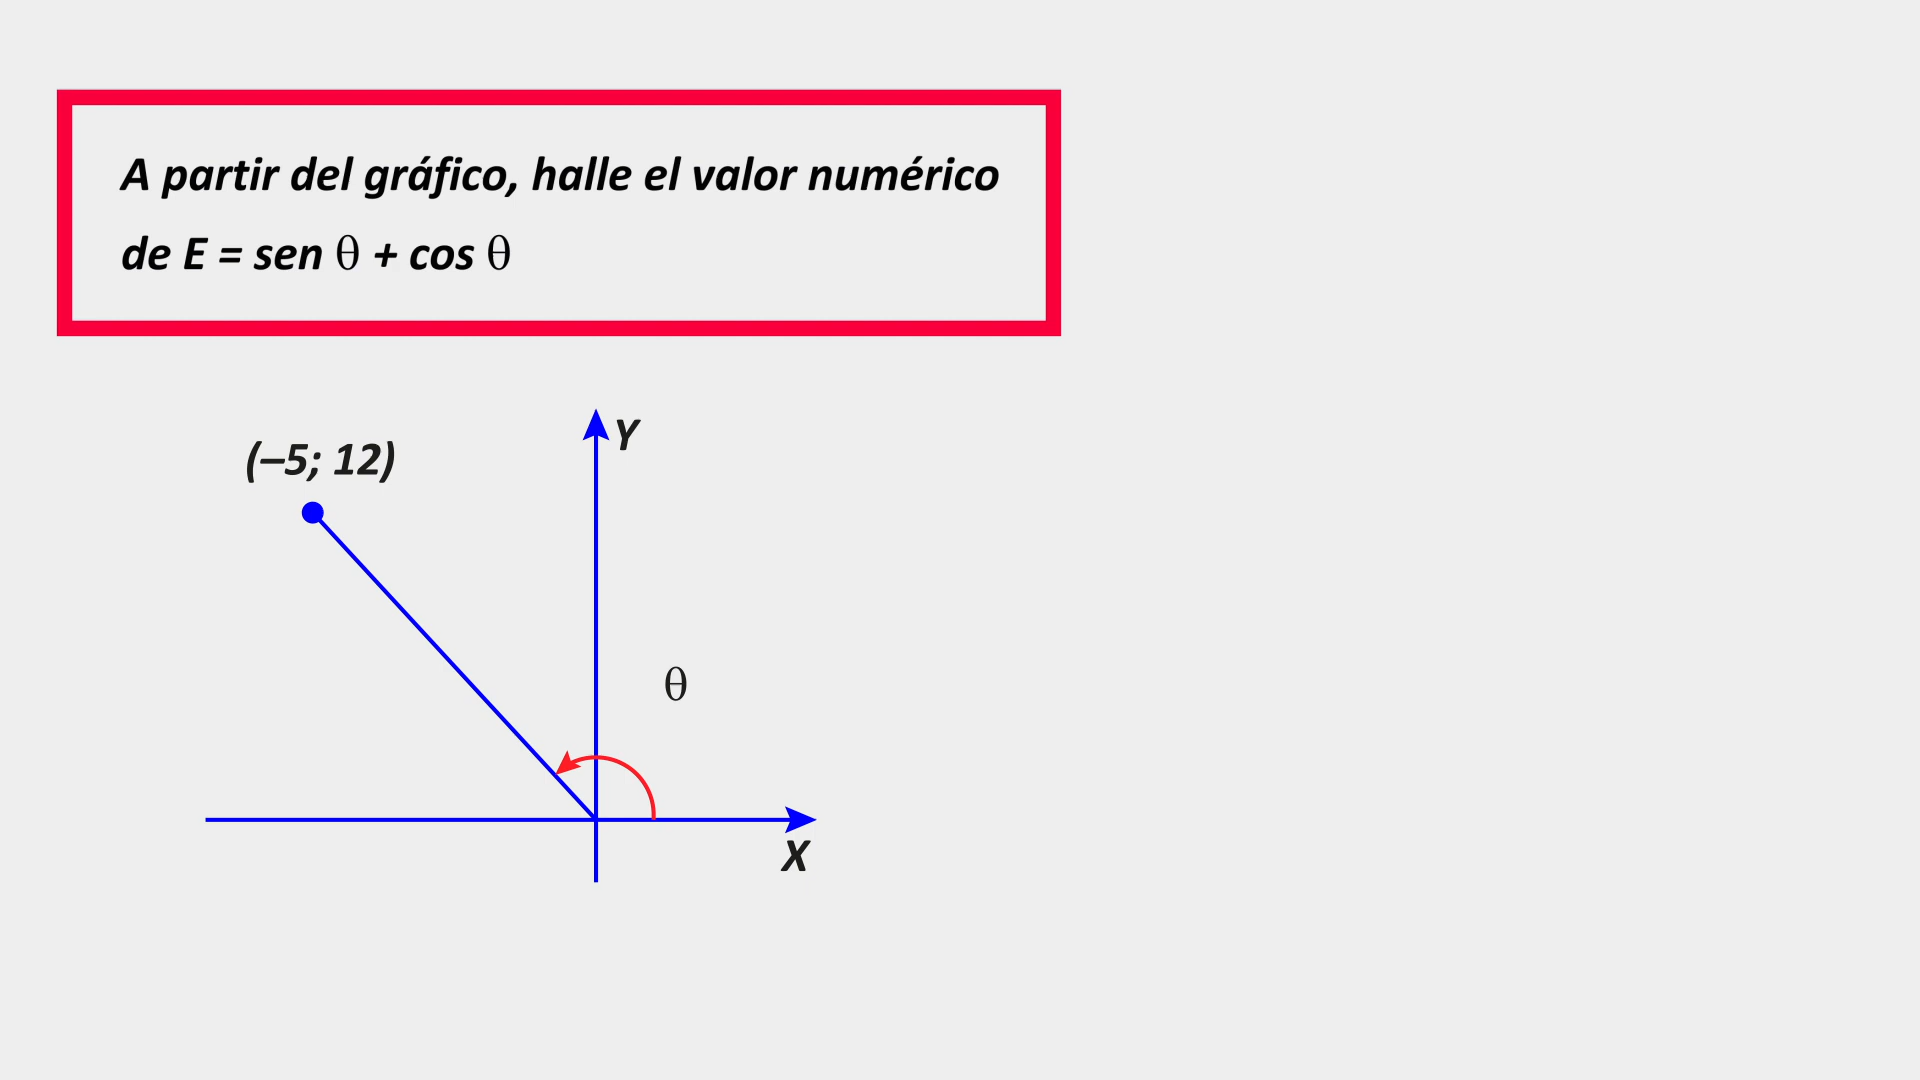 A partir del gráfico, halle el valor numérico
de E = sen θ + cos θ
Y
(–5; 12)
θ
X